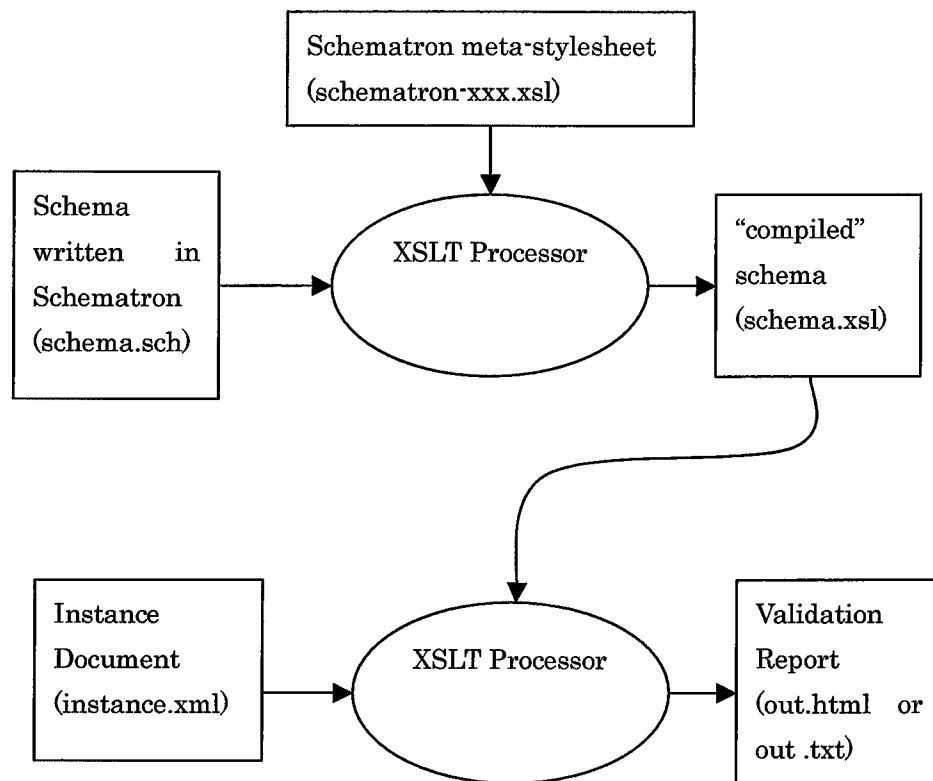 Schematron meta-stylesheet
(schematron-xxx.xsl)
Schema
written in
Schematron
(schema.sch)
XSLT Processor
“compiled”
schema
(schema.xsl)
Instance
Document
(instance.xml)
XSLT Processor
Validation
Report
(out.html or
out .txt)